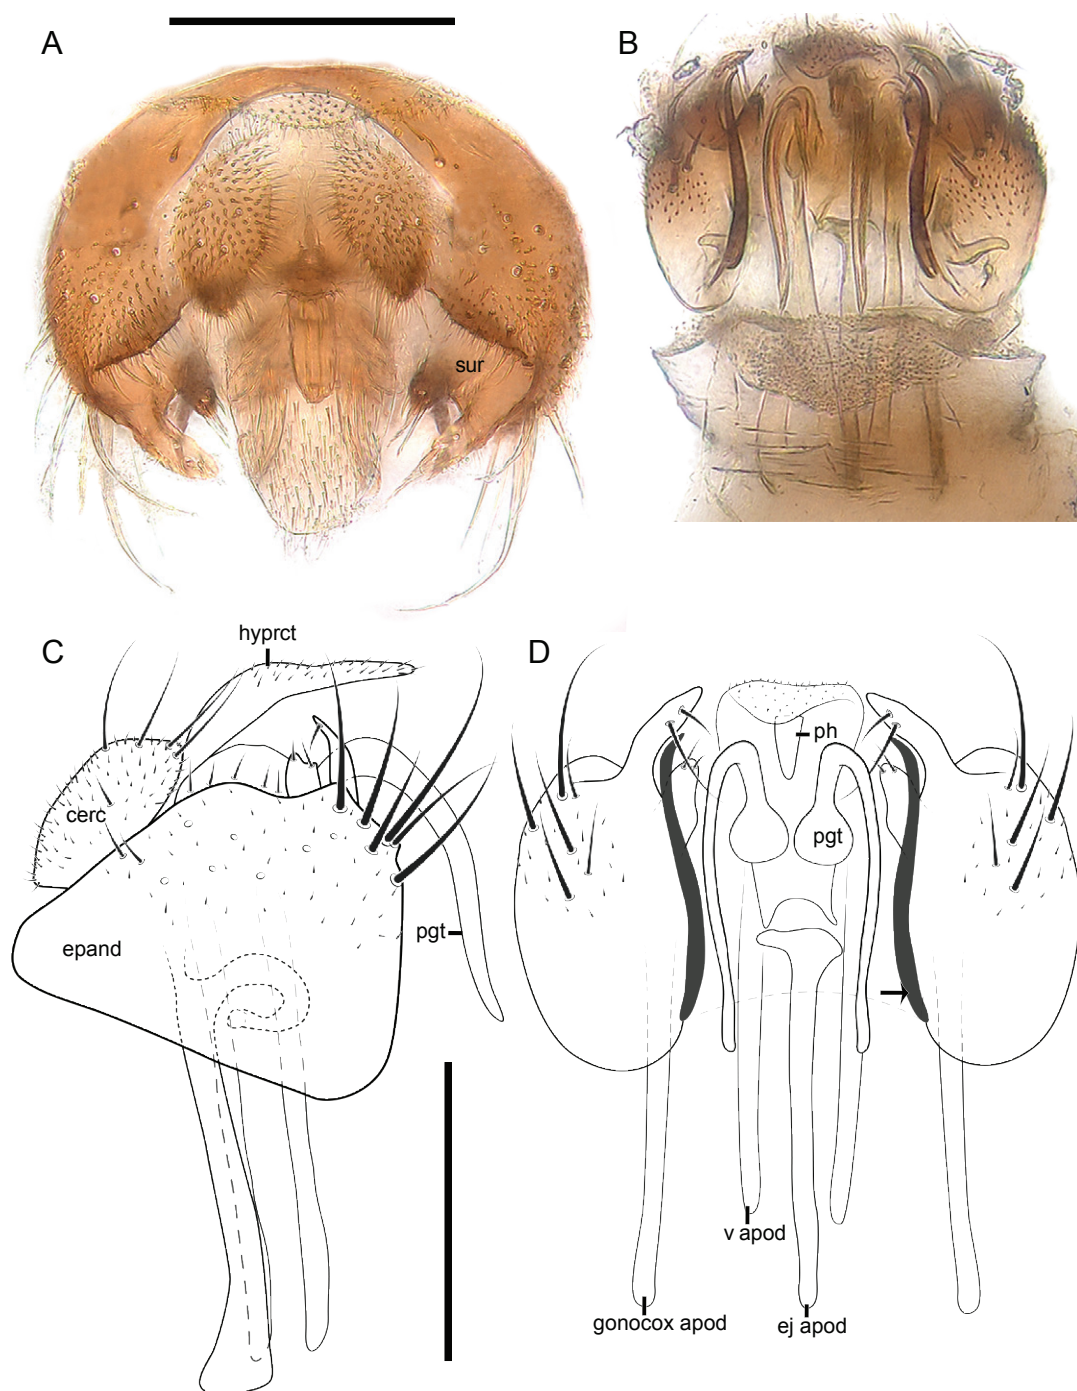 A
B
sur
C
hyprct
D
cerc
ph
pgt
epand
pgt
v apod
gonocox apod
ej apod